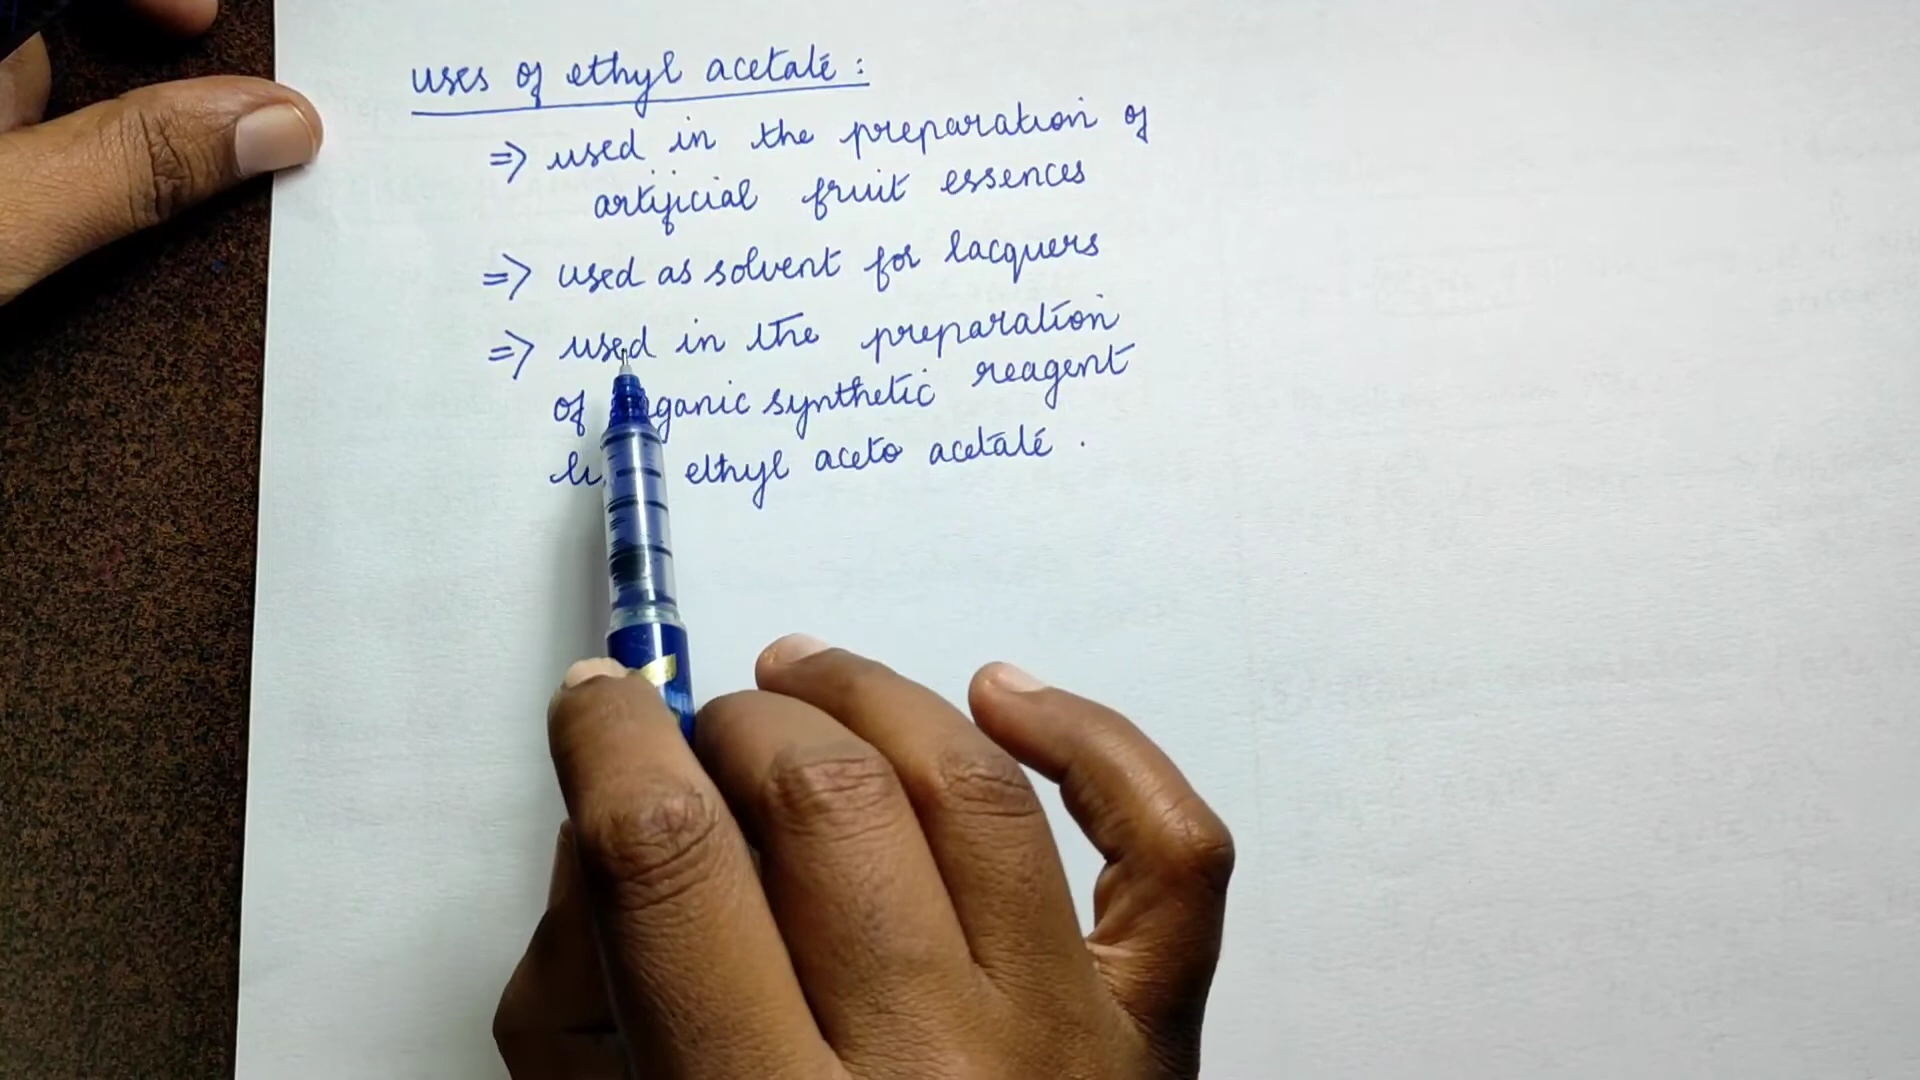 uses of ethyl acetate :
=> used in the preparation of
artificial fruit essences
=> used as solvent for lacquers
=> used in the preparation
of organic synthetic reagent
ethyl aceto acetate .